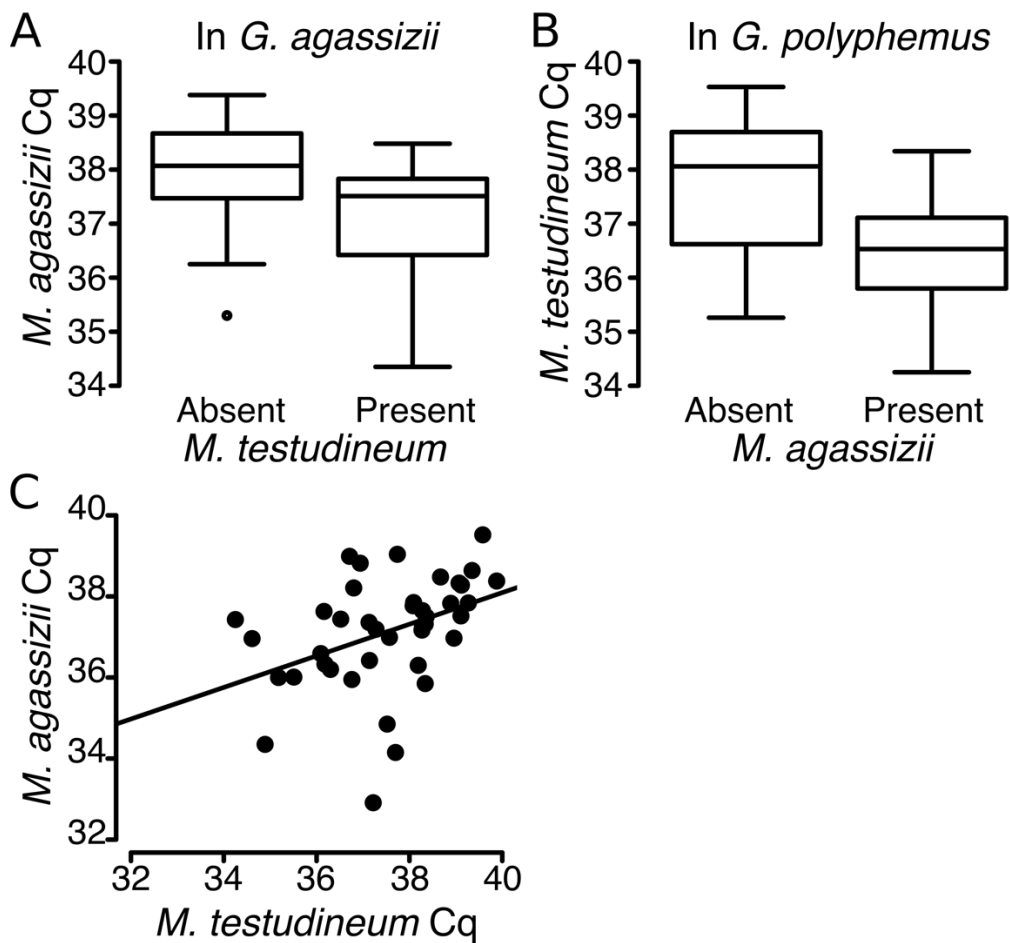 A
In G. agassizii
M. agassizii Cq
40
39
38
37
36
35
34
Absent
Present
M. testudineum
B
In G. polyphemus
M. testudineum Cq
40
39
38
37
36
35
34
Absent
Present
M. agassizii
C
M. agassizii Cq
40
38
36
34
32
32
34
36
38
40
M. testudineum Cq